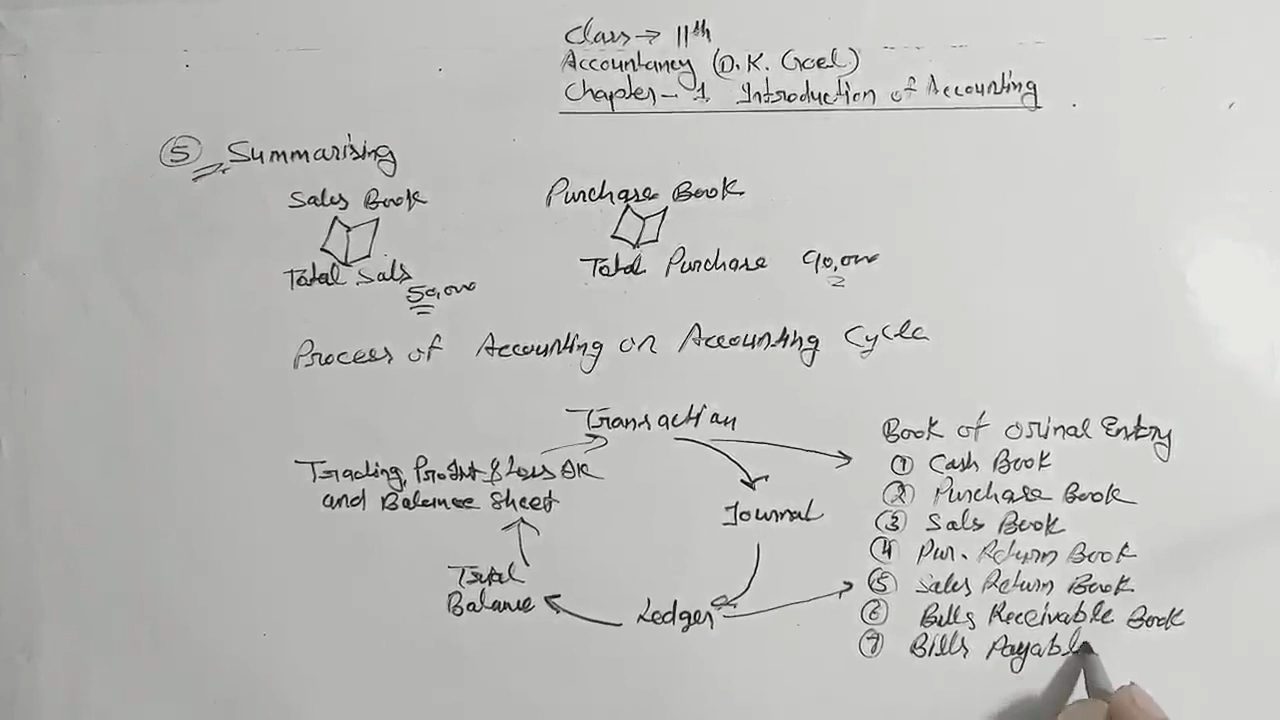 Class → 11th
Accountancy (D.K. Goel)
Chapter - 1 Introduction of Accounting
⑤ Summarising
Sales Book
Purchase Book
Total Sals
50,000
Total Purchase 90,000
Process of Accounting or Accounting Cycle
Transaction
Trading, Profit & Loss A/c
and Balance Sheet
Journal
Ledger
Trial
Balance
Book of Orinal Entry
① Cash Book
② Purchase Book
③ Sals Book
④ Pur. Return Book
⑤ Sales Return Book
⑥ Bills Receivable Book
⑦ Bills Payabl